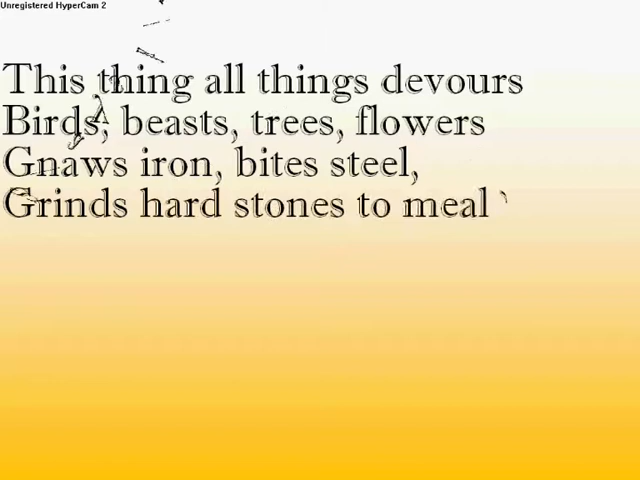 Unregistered HyperCam 2
This thing all things devours
Birds, beasts, trees, flowers
Gnaws iron, bites steel,
Grinds hard stones to meal